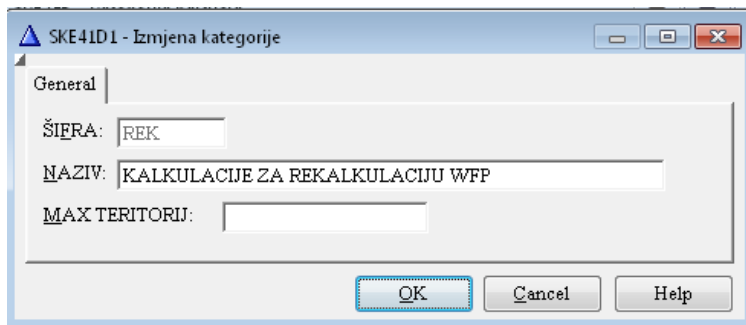 SKE41D1 - Izmjena kategorije
General
ŠIFRA: REK
NAZIV: KALKULACIJE ZA REKALKULACIJU WFP
MAX TERITORIJ:
OK Cancel Help